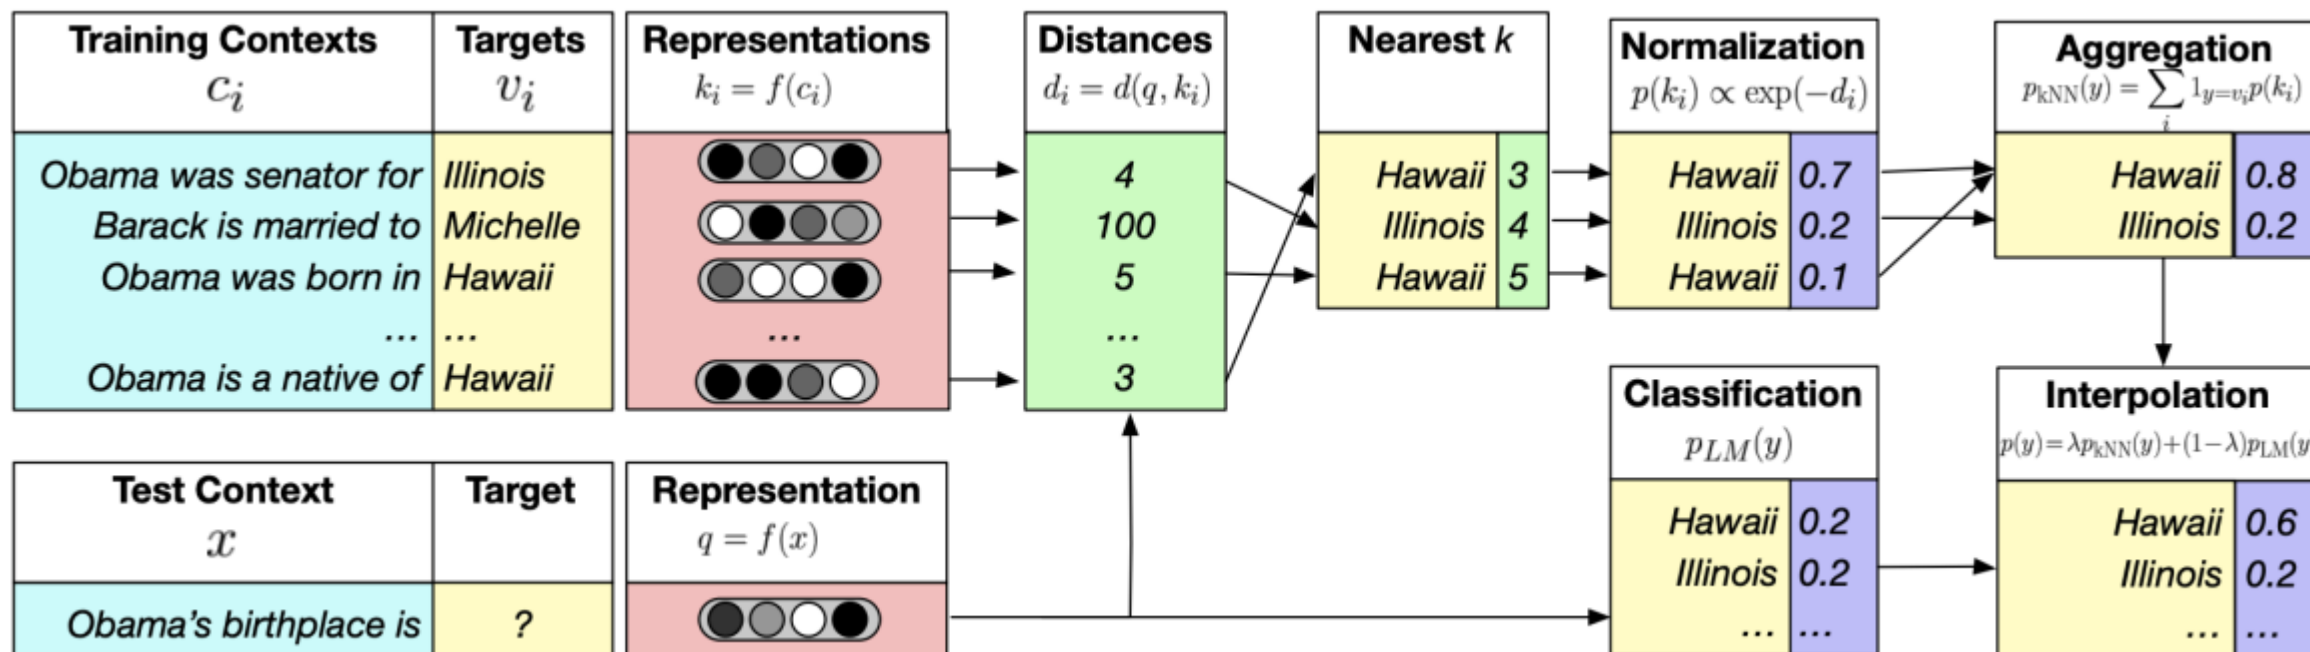 Training Contexts
c_i
Targets
v_i
Obama was senator for Illinois
Barack is married to Michelle
Obama was born in Hawaii
... ...
Obama is a native of Hawaii
Representations
k_i = f(c_i)
...
Distances
d_i = d(q, k_i)
4
100
5
...
3
Nearest k
Hawaii 3
Illinois 4
Hawaii 5
Normalization
p(k_i) ∝ exp(−d_i)
Hawaii 0.7
Illinois 0.2
Hawaii 0.1
Aggregation
p_kNN(y) = ∑_i 1_{y=v_i} p(k_i)
Hawaii 0.8
Illinois 0.2
Test Context
x
Target
Obama's birthplace is ?
Representation
q = f(x)
Classification
p_LM(y)
Hawaii 0.2
Illinois 0.2
... ...
Interpolation
p(y) = λp_kNN(y)+(1−λ)p_LM(y
Hawaii 0.6
Illinois 0.2
... ...